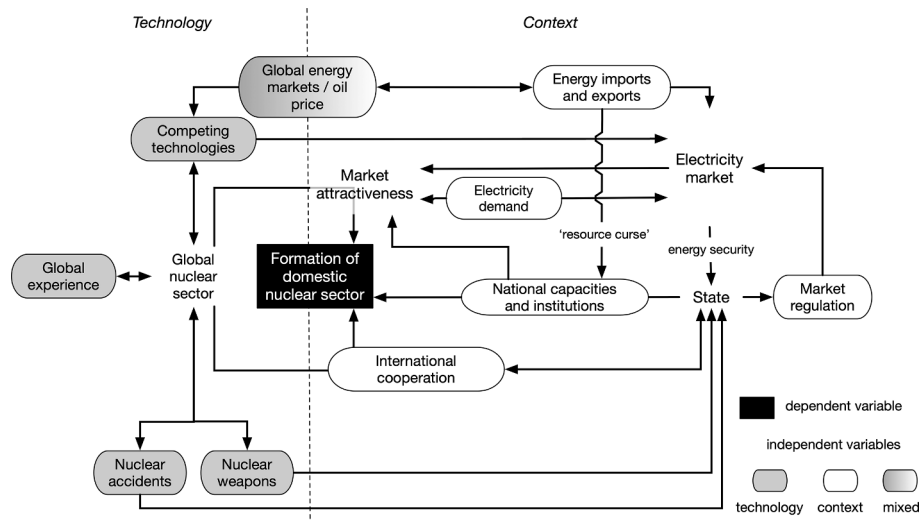 Technology
Context
Global energy
markets / oil
price
Energy imports
and exports
Competing
technologies
Electricity
market
Market
attractiveness
Electricity
demand
'resource curse'
energy security
Global
experience
Global
nuclear
sector
Formation of
domestic
nuclear sector
National capacities
and institutions
State
Market
regulation
International
cooperation
Nuclear
accidents
Nuclear
weapons
dependent variable
independent variables
technology
context
mixed